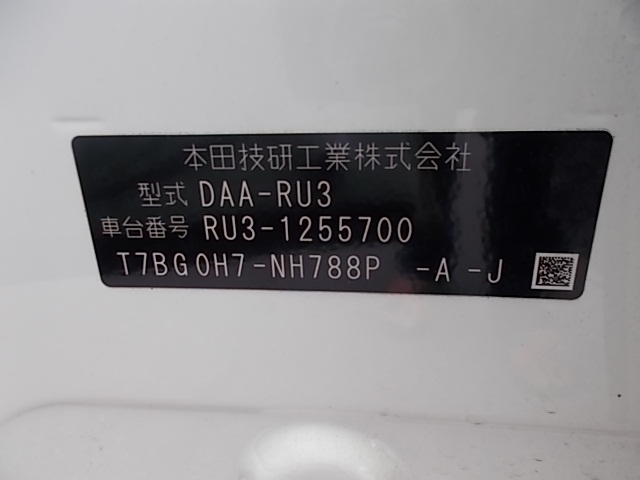 本田技研工業株式会社
型式 DAA-RU3
車台番号 RU3-1255700
T7BG0H7-NH788P -A -J